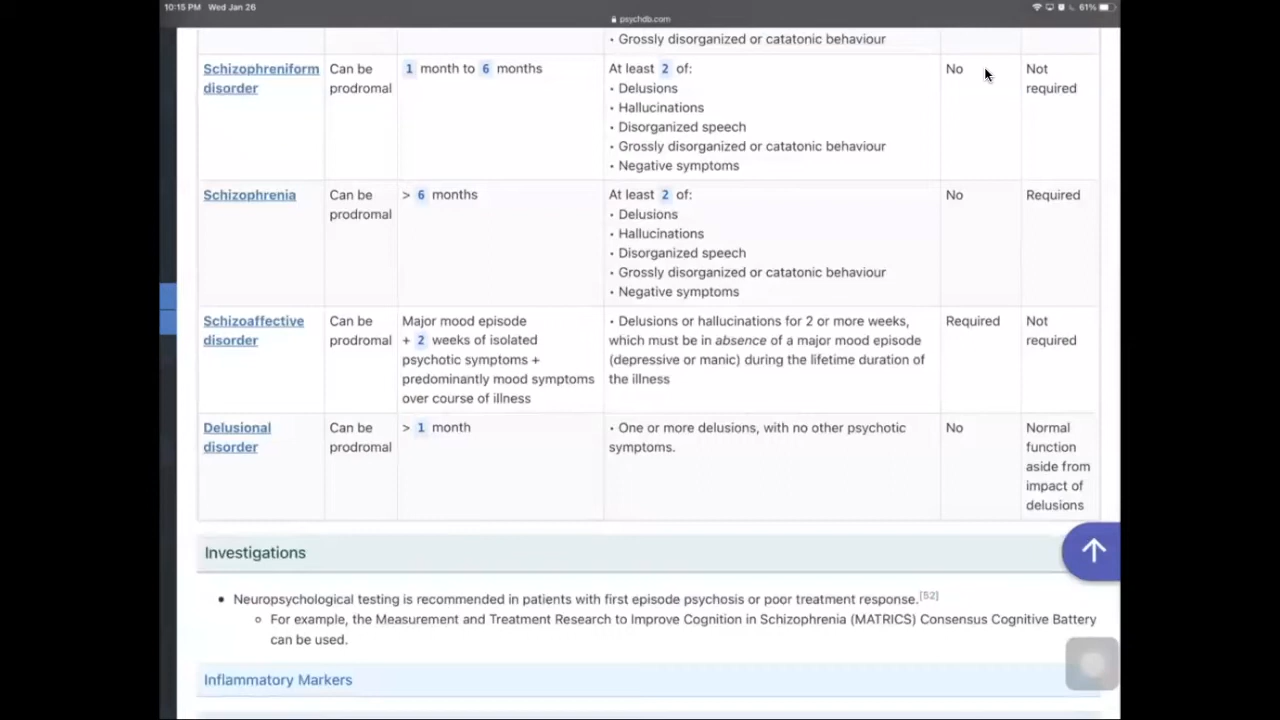 10:15 PM Wed Jan 26
61%
psychdb.com
• Grossly disorganized or catatonic behaviour
Schizophreniform
disorder
Can be
prodromal
1 month to 6 months
At least 2 of:
• Delusions
• Hallucinations
• Disorganized speech
• Grossly disorganized or catatonic behaviour
• Negative symptoms
No
Not
required
Schizophrenia
Can be
prodromal
> 6 months
At least 2 of:
• Delusions
• Hallucinations
• Disorganized speech
• Grossly disorganized or catatonic behaviour
• Negative symptoms
No
Required
Schizoaffective
disorder
Can be
prodromal
Major mood episode
+ 2 weeks of isolated
psychotic symptoms +
predominantly mood symptoms
over course of illness
• Delusions or hallucinations for 2 or more weeks,
which must be in absence of a major mood episode
(depressive or manic) during the lifetime duration of
the illness
Required
Not
required
Delusional
disorder
Can be
prodromal
> 1 month
• One or more delusions, with no other psychotic
symptoms.
No
Normal
function
aside from
impact of
delusions
Investigations
• Neuropsychological testing is recommended in patients with first episode psychosis or poor treatment response.[52]
◦ For example, the Measurement and Treatment Research to Improve Cognition in Schizophrenia (MATRICS) Consensus Cognitive Battery
can be used.
Inflammatory Markers